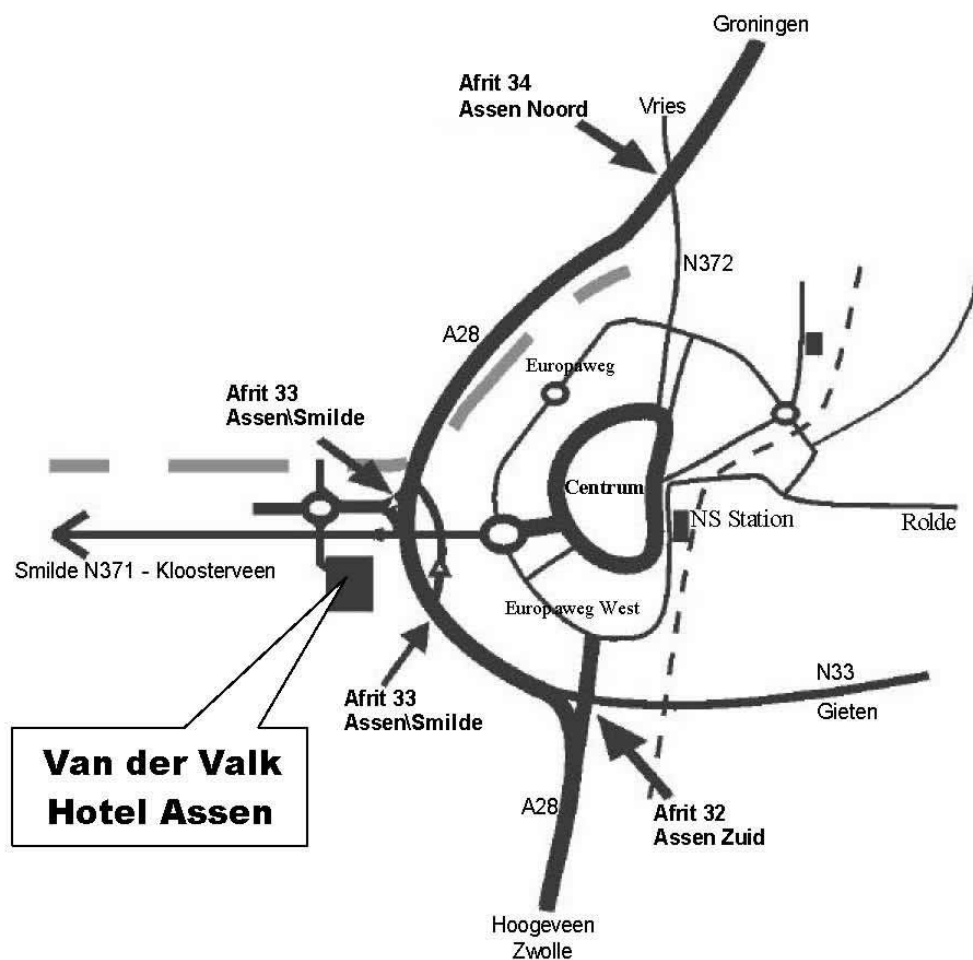 Groningen
Afrit 34
Assen Noord
Vries
N372
A28
Europaweg
Afrit 33
Assen\Smilde
Centrum
NS Station
Rolde
Smilde N371 - Kloosterveen
Europaweg West
Afrit 33
Assen\Smilde
N33
Gieten
Van der Valk
Hotel Assen
A28
Afrit 32
Assen Zuid
Hoogeveen
Zwolle